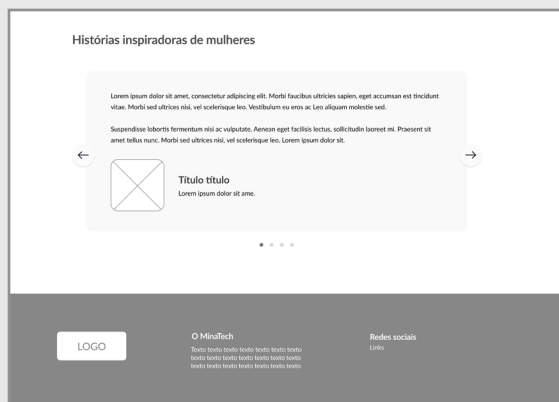 Histórias inspiradoras de mulheres
Lorem ipsum dolor sit amet, consectetur adipiscing elit. Morbi faucibus ultricies sapien, eget accumsan est tincidunt
vitae. Morbi sed ultrices nisi, vel scelerisque leo. Vestibulum eu eros ac Leo aliquam molestie sed.
Suspendisse lobortis fermentum nisi ac vulputate. Aenean eget facilisis lectus, sollicitudin laoreet mi. Praesent sit
amet tellus nunc. Morbi sed ultrices nisi, vel scelerisque leo. Lorem ipsum dolor sit.
Título título
Lorem ipsum dolor sit ame.
LOGO
O MinaTech
Texto texto texto texto texto texto texto
texto texto texto texto texto texto texto
texto texto texto texto texto texto texto
Redes sociais
Links